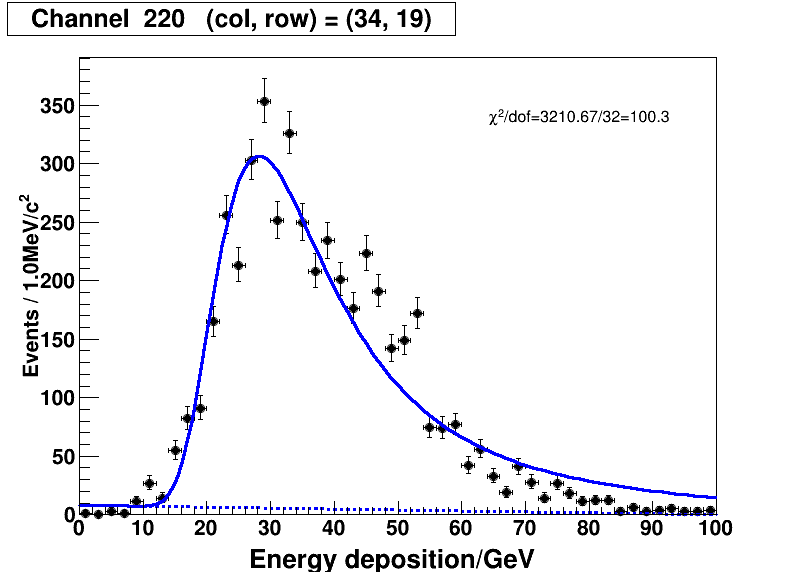 Channel 220 (col, row) = (34, 19)
χ²/dof=3210.67/32=100.3
Events / 1.0MeV/c²
350
300
250
200
150
100
50
0
0 10 20 30 40 50 60 70 80 90 100
Energy deposition/GeV